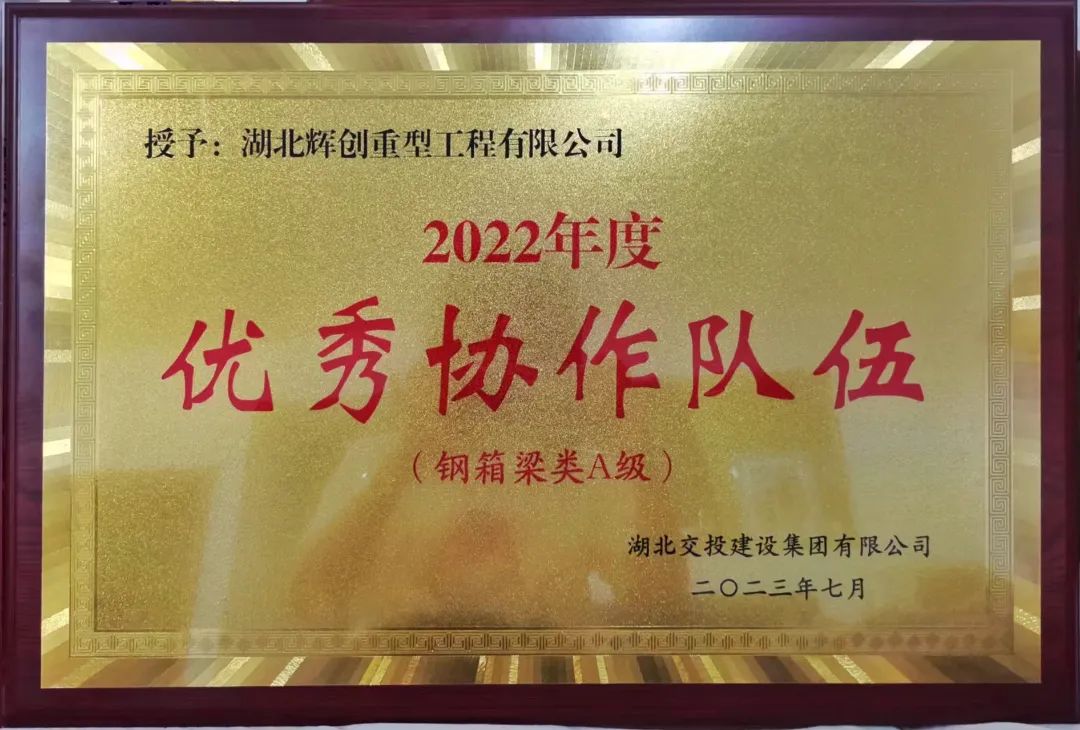 授予：湖北辉创重型工程有限公司
2022年度
优秀协作队伍
（钢箱梁类A级）
湖北交投建设集团有限公司
二〇二三年七月